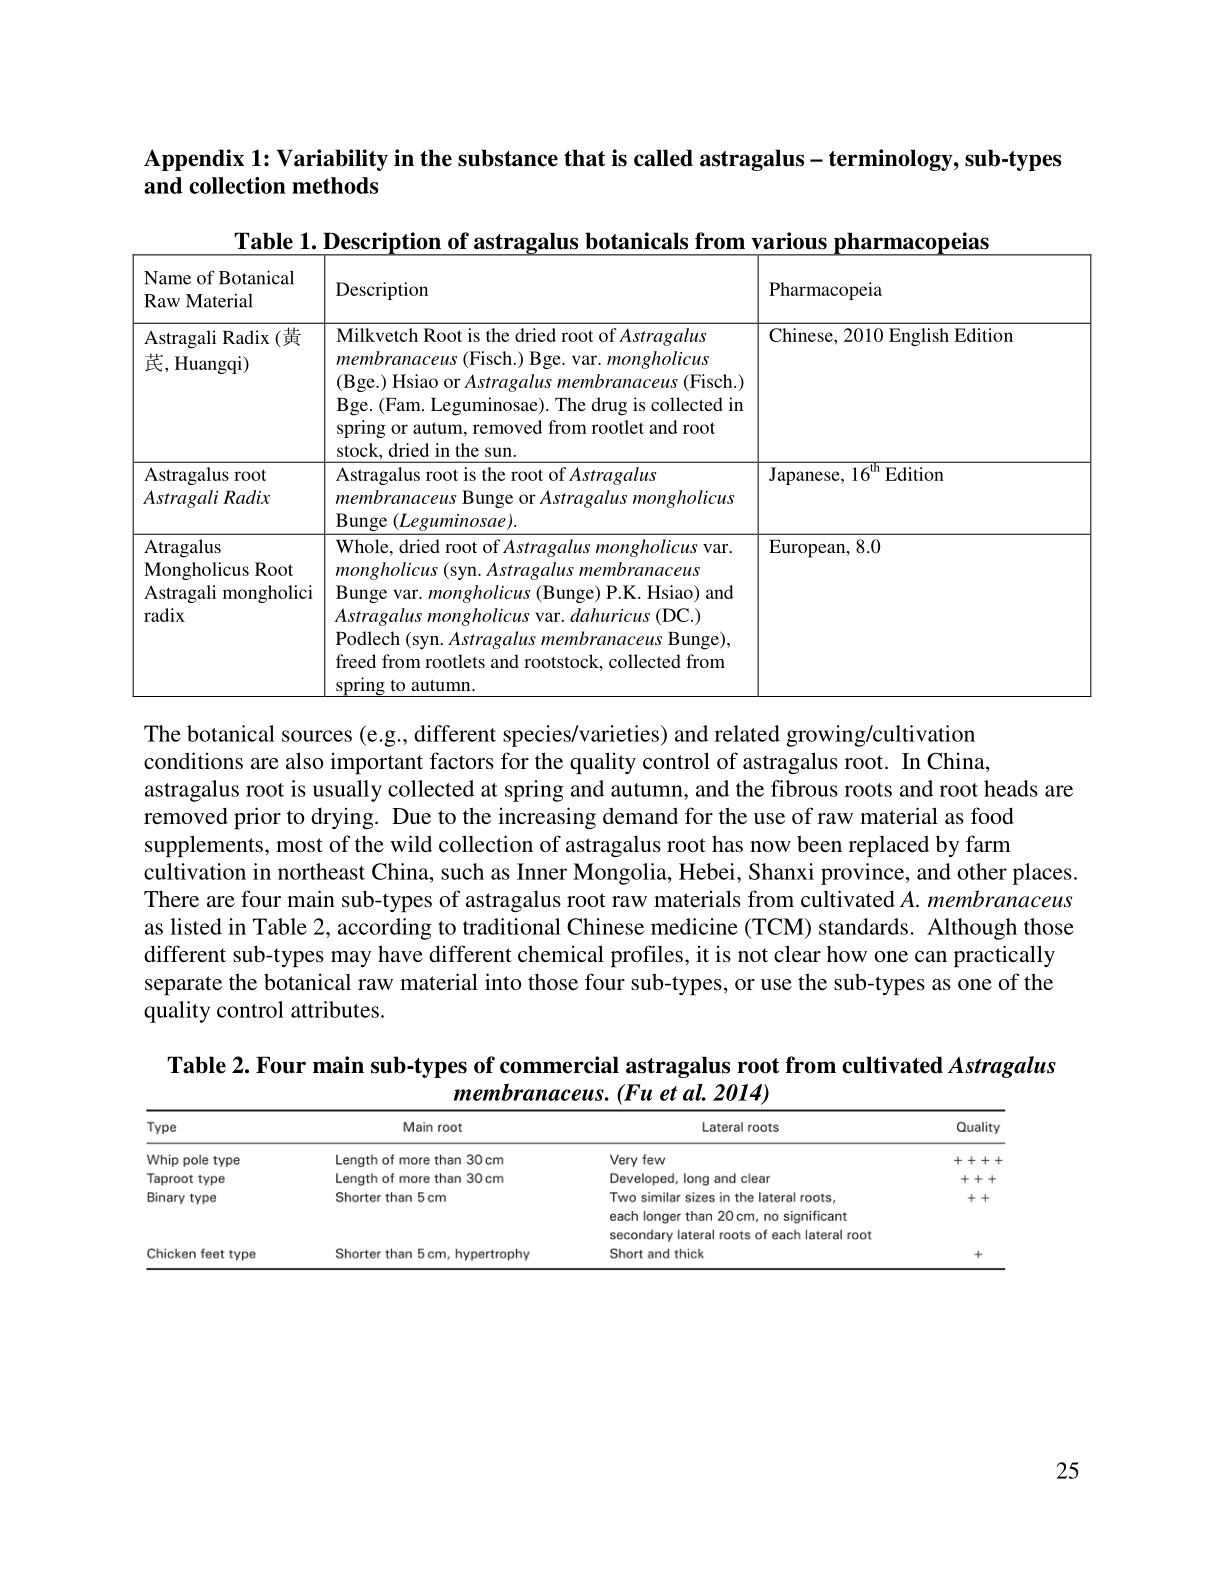 Appendix 1: Variability in the substance that is called astragalus – terminology, sub-types
and collection methods
Table 1. Description of astragalus botanicals from various pharmacopeias
Name of Botanical
Raw Material
Description
Pharmacopeia
Astragali Radix (黃
芪, Huangqi)
Milkvetch Root is the dried root of Astragalus
membranaceus (Fisch.) Bge. var. mongholicus
(Bge.) Hsiao or Astragalus membranaceus (Fisch.)
Bge. (Fam. Leguminosae). The drug is collected in
spring or autum, removed from rootlet and root
stock, dried in the sun.
Chinese, 2010 English Edition
Astragalus root
Astragali Radix
Astragalus root is the root of Astragalus
membranaceus Bunge or Astragalus mongholicus
Bunge (Leguminosae).
Japanese, 16th Edition
Atragalus
Mongholicus Root
Astragali mongholici
radix
Whole, dried root of Astragalus mongholicus var.
mongholicus (syn. Astragalus membranaceus
Bunge var. mongholicus (Bunge) P.K. Hsiao) and
Astragalus mongholicus var. dahuricus (DC.)
Podlech (syn. Astragalus membranaceus Bunge),
freed from rootlets and rootstock, collected from
spring to autumn.
European, 8.0
The botanical sources (e.g., different species/varieties) and related growing/cultivation
conditions are also important factors for the quality control of astragalus root.  In China,
astragalus root is usually collected at spring and autumn, and the fibrous roots and root heads are
removed prior to drying.  Due to the increasing demand for the use of raw material as food
supplements, most of the wild collection of astragalus root has now been replaced by farm
cultivation in northeast China, such as Inner Mongolia, Hebei, Shanxi province, and other places.
There are four main sub-types of astragalus root raw materials from cultivated A. membranaceus
as listed in Table 2, according to traditional Chinese medicine (TCM) standards.  Although those
different sub-types may have different chemical profiles, it is not clear how one can practically
separate the botanical raw material into those four sub-types, or use the sub-types as one of the
quality control attributes.
Table 2. Four main sub-types of commercial astragalus root from cultivated Astragalus
membranaceus. (Fu et al. 2014)
Type Main root Lateral roots Quality
Whip pole type Length of more than 30 cm Very few + + + +
Taproot type Length of more than 30 cm Developed, long and clear + + +
Binary type Shorter than 5 cm Two similar sizes in the lateral roots, + +
each longer than 20 cm, no significant
secondary lateral roots of each lateral root
Chicken feet type Shorter than 5 cm, hypertrophy Short and thick +
25